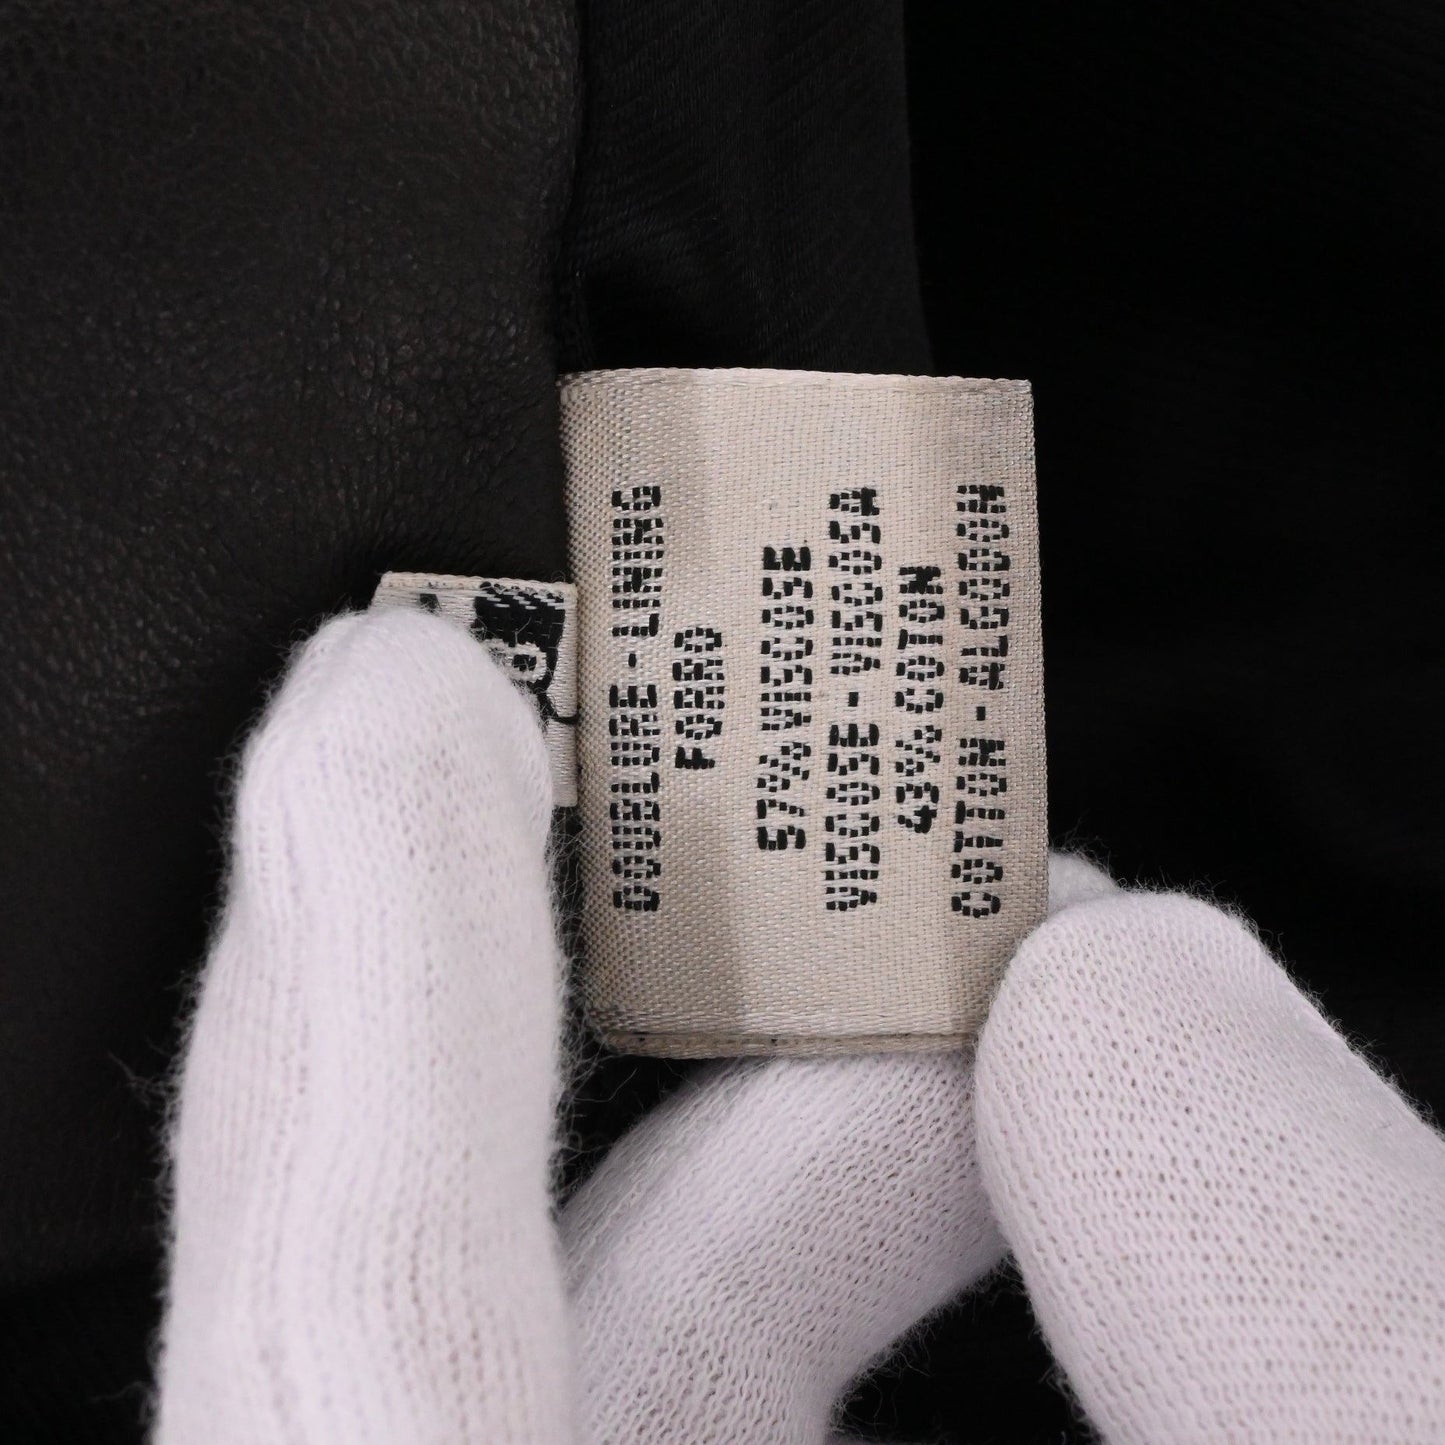 DOUBLURE-LINING
FORRO
57% VISCOSE
VISCOSE - VISCOSA
43% COTON
COTTON - ALGODON